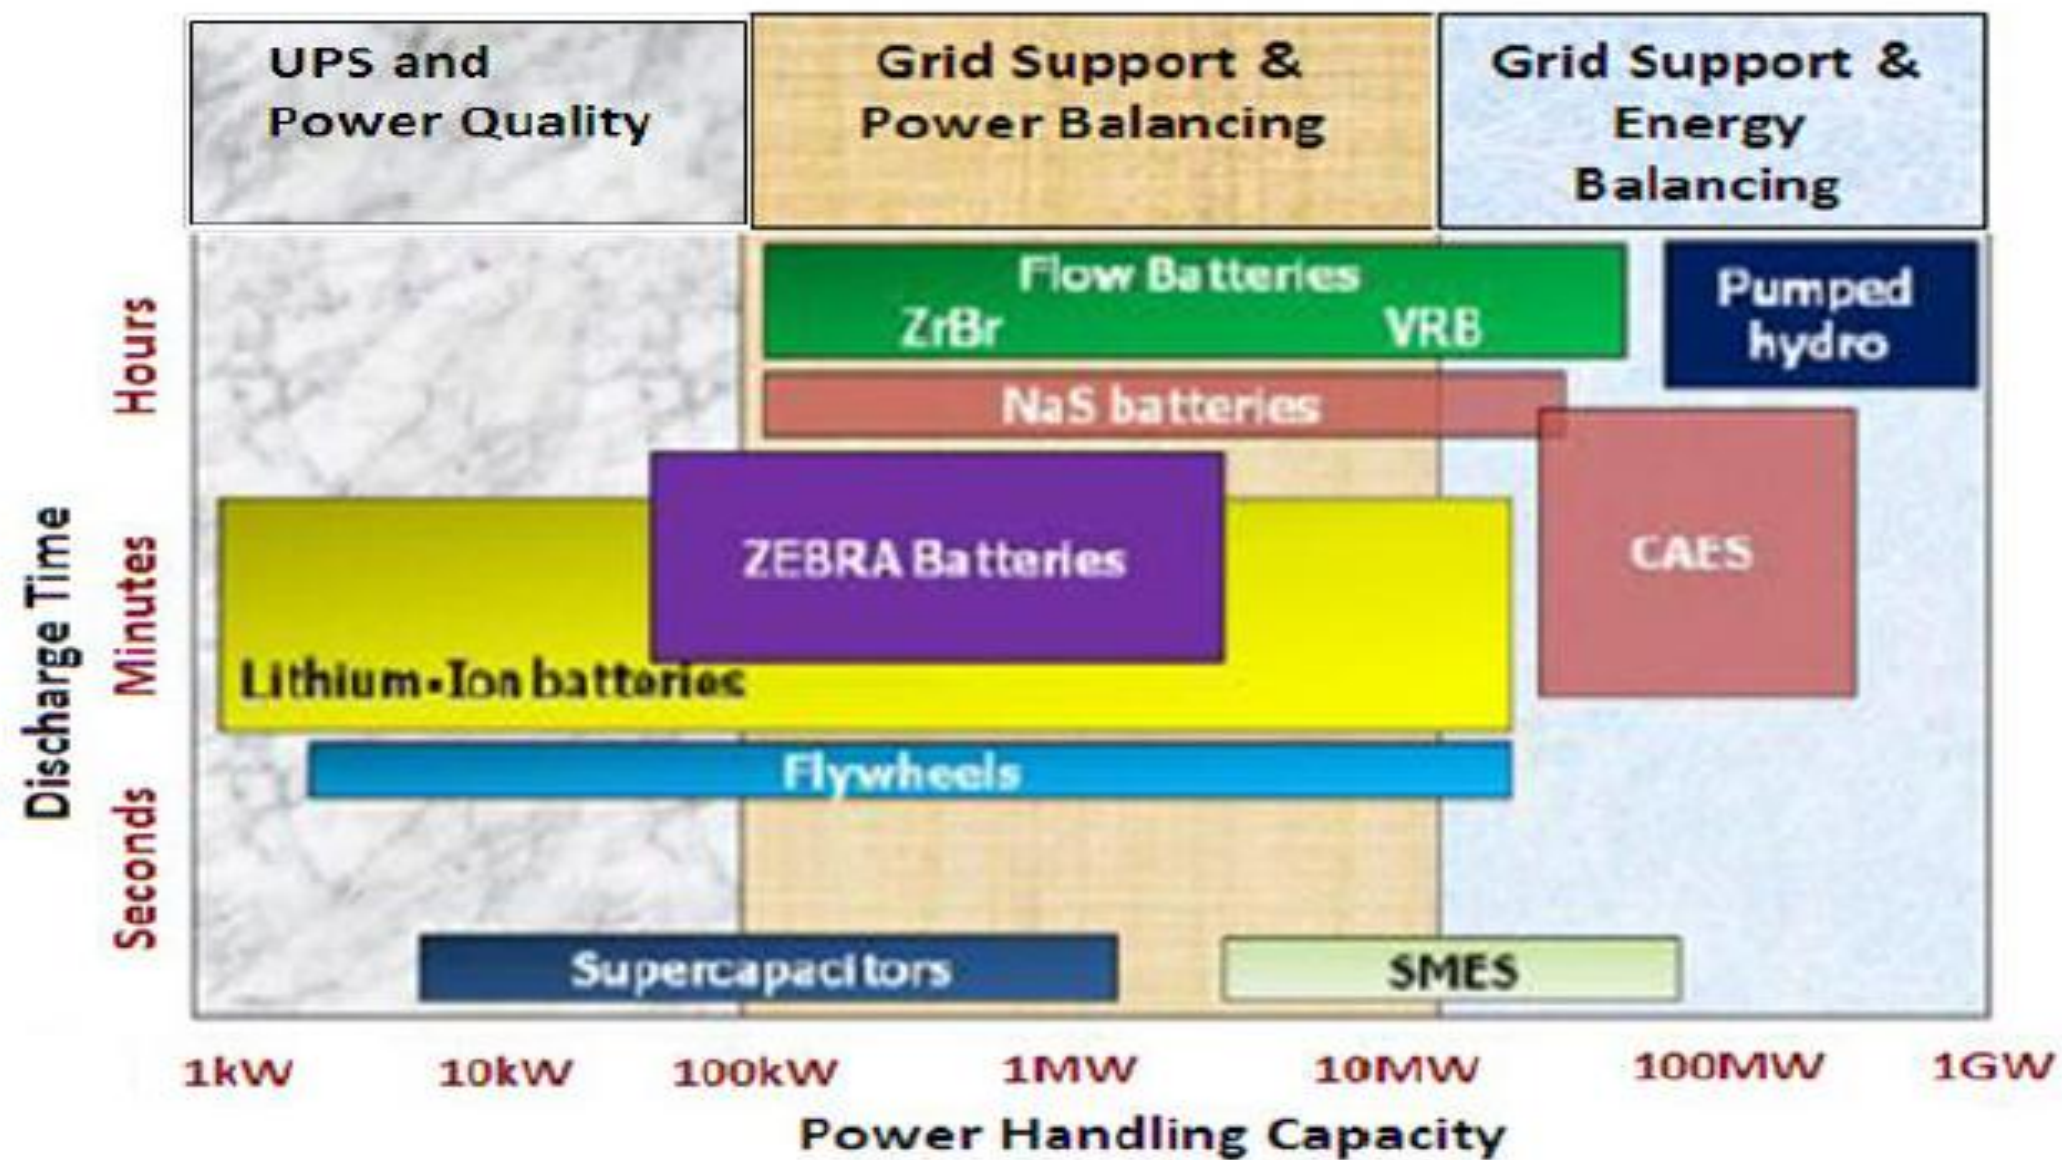 UPS and
Power Quality
Grid Support &
Power Balancing
Grid Support &
Energy
Balancing
Flow Batteries
ZrBr VRB
Pumped
hydro
NaS batteries
ZEBRA Batteries
CAES
Lithium-Ion batteries
Flywheels
Supercapacitors
SMES
Discharge Time
Hours
Minutes
Seconds
1kW 10kW 100kW 1MW 10MW 100MW 1GW
Power Handling Capacity